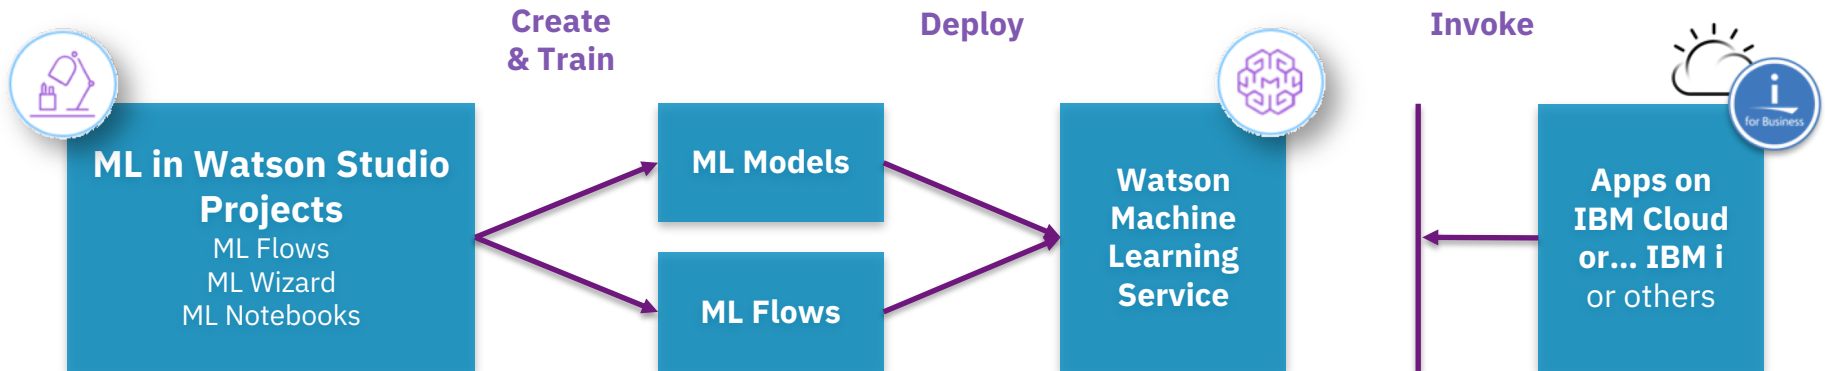 Create
& Train
Deploy
Invoke
ML in Watson Studio
Projects
ML Flows
ML Wizard
ML Notebooks
ML Models
ML Flows
Watson
Machine
Learning
Service
Apps on
IBM Cloud
or... IBM i
or others
i
for Business
M